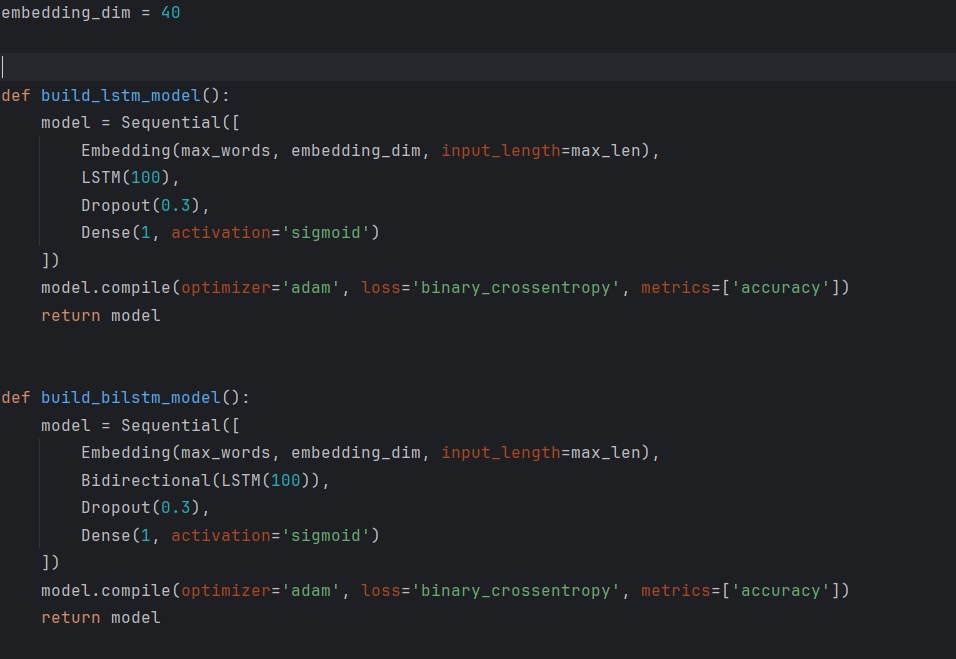 embedding_dim = 40
def build_lstm_model():
    model = Sequential([
        Embedding(max_words, embedding_dim, input_length=max_len),
        LSTM(100),
        Dropout(0.3),
        Dense(1, activation='sigmoid')
    ])
    model.compile(optimizer='adam', loss='binary_crossentropy', metrics=['accuracy'])
    return model
def build_bilstm_model():
    model = Sequential([
        Embedding(max_words, embedding_dim, input_length=max_len),
        Bidirectional(LSTM(100)),
        Dropout(0.3),
        Dense(1, activation='sigmoid')
    ])
    model.compile(optimizer='adam', loss='binary_crossentropy', metrics=['accuracy'])
    return model